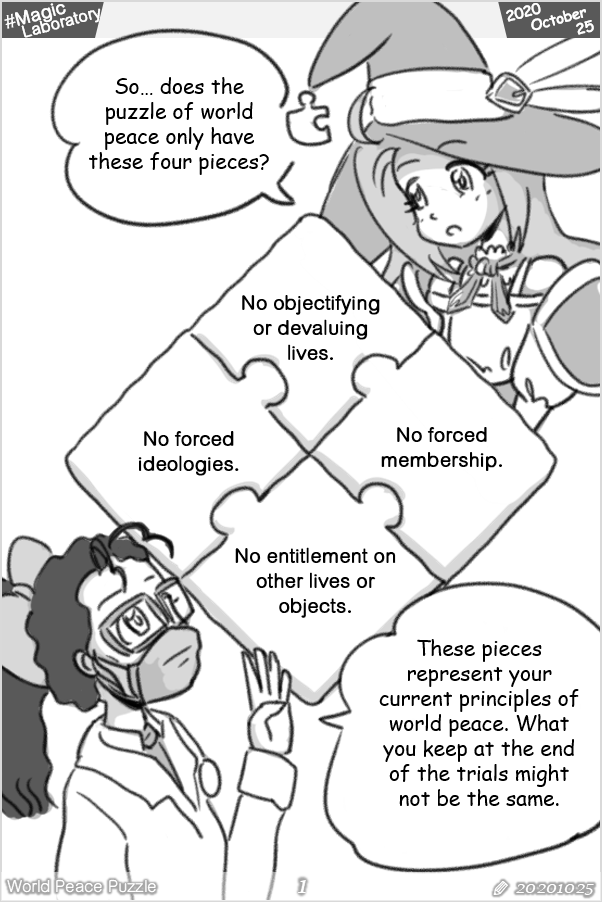 #Magic
Laboratory
2020
October
25
So... does the
puzzle of world
peace only have
these four pieces?
No objectifying
or devaluing
lives.
No forced
ideologies.
No forced
membership.
No entitlement on
other lives or
objects.
These pieces
represent your
current principles of
world peace. What
you keep at the end
of the trials might
not be the same.
World Peace Puzzle
1
20201025